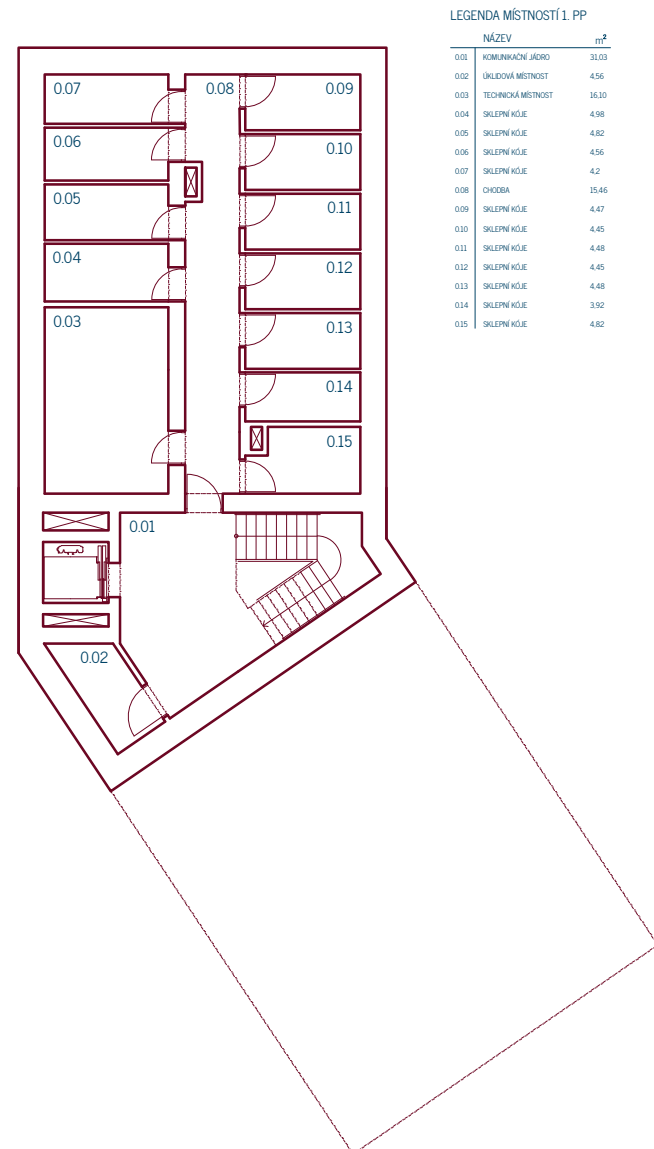 LEGENDA MÍSTNOSTÍ 1. PP
NÁZEV m²
0.01 KOMUNIKAČNÍ JÁDRO 31,03
0.02 ÚKLIDOVÁ MÍSTNOST 4,56
0.03 TECHNICKÁ MÍSTNOST 16,10
0.04 SKLEPNÍ KÓJE 4,98
0.05 SKLEPNÍ KÓJE 4,82
0.06 SKLEPNÍ KÓJE 4,56
0.07 SKLEPNÍ KÓJE 4,2
0.08 CHODBA 15,46
0.09 SKLEPNÍ KÓJE 4,47
0.10 SKLEPNÍ KÓJE 4,45
0.11 SKLEPNÍ KÓJE 4,48
0.12 SKLEPNÍ KÓJE 4,45
0.13 SKLEPNÍ KÓJE 4,48
0.14 SKLEPNÍ KÓJE 3,92
0.15 SKLEPNÍ KÓJE 4,82
0.07 0.08 0.09
0.06 0.10
0.05 0.11
0.04 0.12
0.03 0.13
0.14
0.15
0.01
0.02